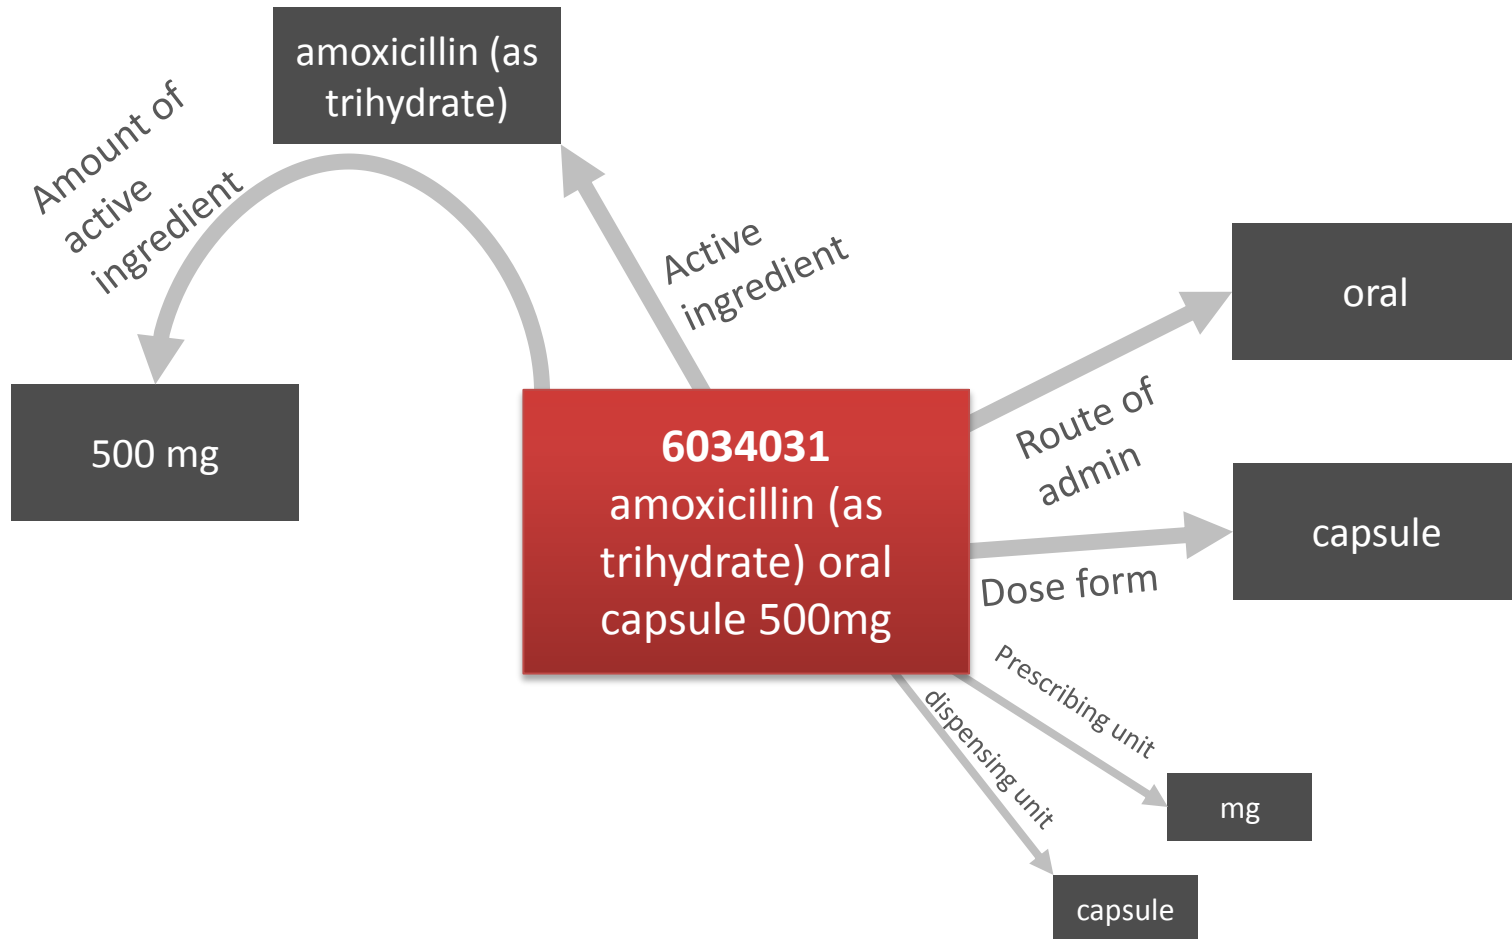 amoxicillin (as
trihydrate)
Amount of
active
ingredient
Active
ingredient
oral
500 mg
6034031
amoxicillin (as
trihydrate) oral
capsule 500mg
Route of
admin
capsule
Dose form
Prescribing unit
dispensing unit
mg
capsule